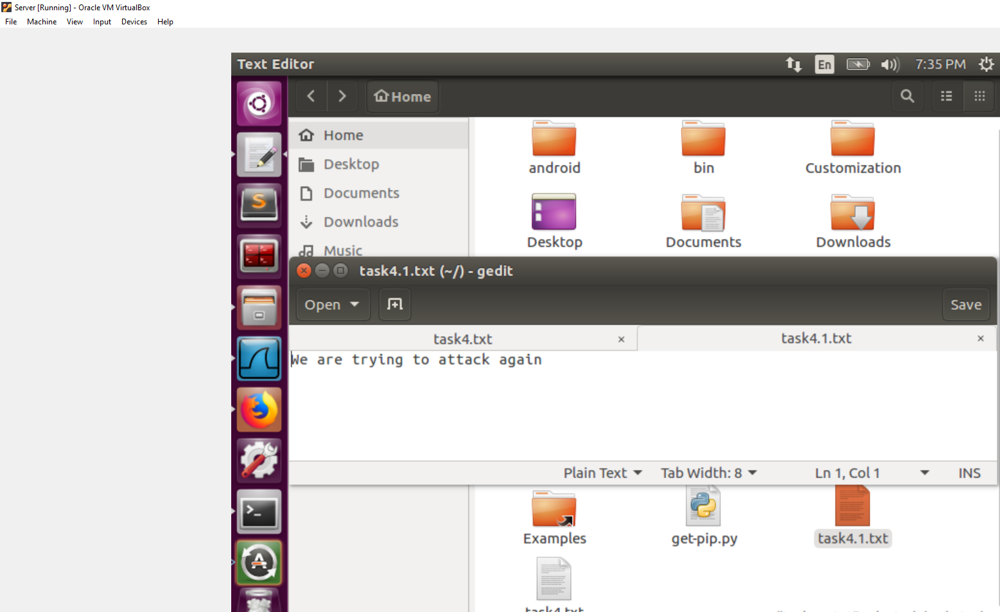 Server [Running] - Oracle VM VirtualBox
File Machine View Input Devices Help
Text Editor
En
7:35 PM
Home
Home
Desktop
Documents
Downloads
Music
android
bin
Customization
Desktop
Documents
Downloads
task4.1.txt (~/) - gedit
Open
Save
task4.txt
task4.1.txt
We are trying to attack again
Plain Text
Tab Width: 8
Ln 1, Col 1
INS
Examples
get-pip.py
task4.1.txt
task4.txt